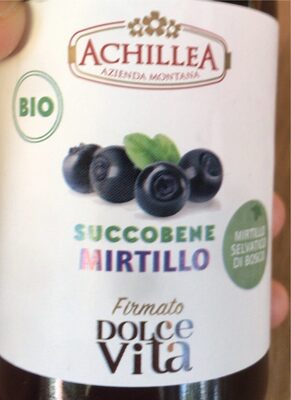 ACHILLEA
AZIENDA MONTANA
BIO
SUCCOBENE
MIRTILLO
MIRTILLO
SELVATICO
DI BOSCO
Firmato
DOLCe
Vita